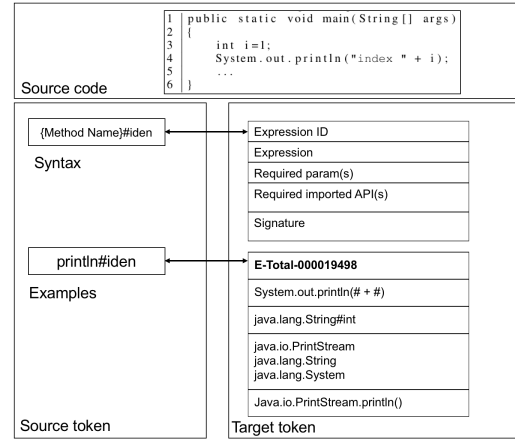 1 public static void main(String[] args)
2 {
3 int i=1;
4 System.out.println("index " + i);
5 ...
6 }
Source code
{Method Name}#iden
Syntax
Expression ID
Expression
Required param(s)
Required imported API(s)
Signature
println#iden
Examples
E-Total-000019498
System.out.println(# + #)
java.lang.String#int
java.io.PrintStream
java.lang.String
java.lang.System
Java.io.PrintStream.println()
Source token
Target token